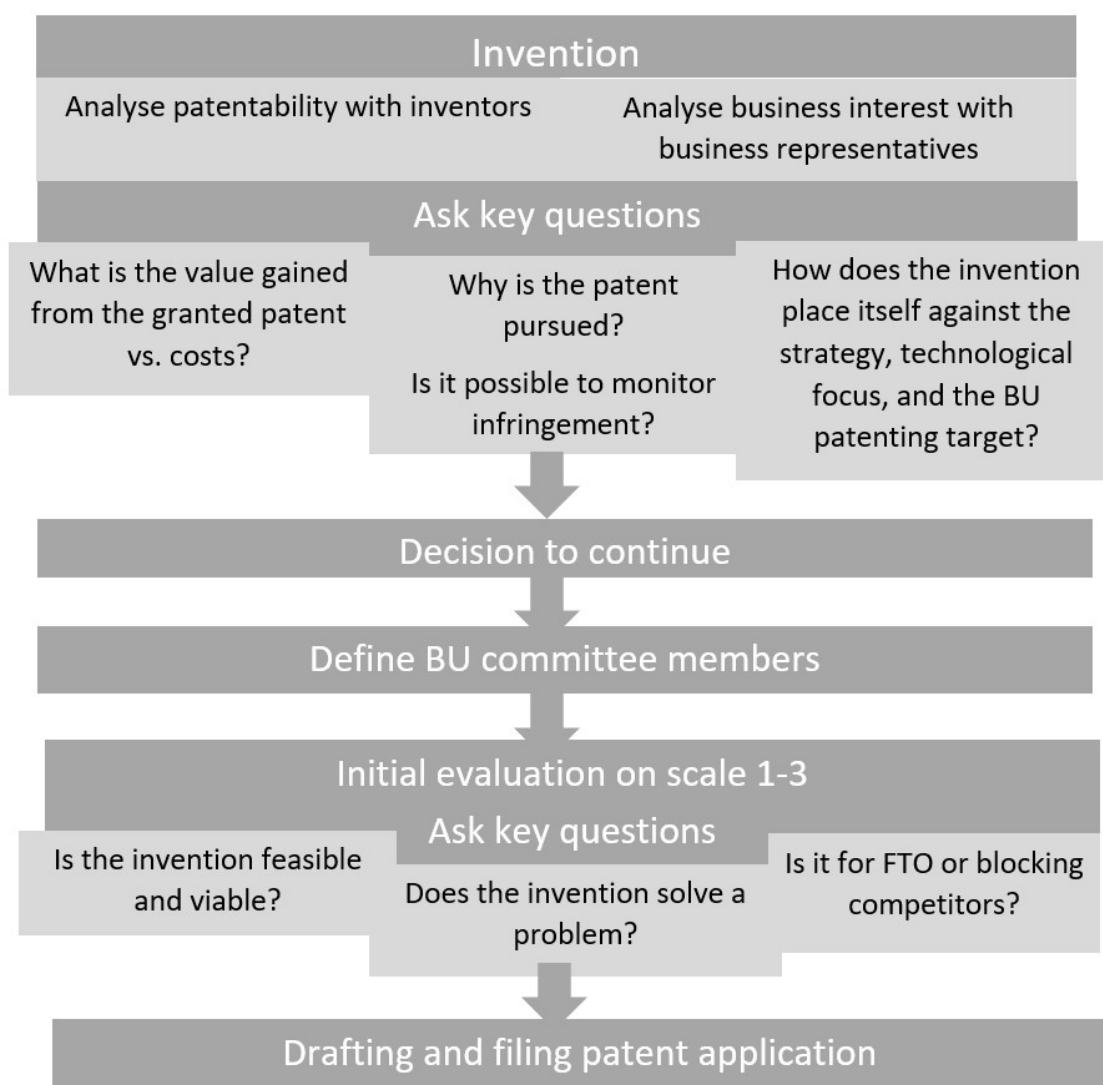 Invention
Analyse patentability with inventors
Analyse business interest with
business representatives
Ask key questions
What is the value gained
from the granted patent
vs. costs?
Why is the patent
pursued?
Is it possible to monitor
infringement?
How does the invention
place itself against the
strategy, technological
focus, and the BU
patenting target?
Decision to continue
Define BU committee members
Initial evaluation on scale 1-3
Ask key questions
Is the invention feasible
and viable?
Does the invention solve a
problem?
Is it for FTO or blocking
competitors?
Drafting and filing patent application